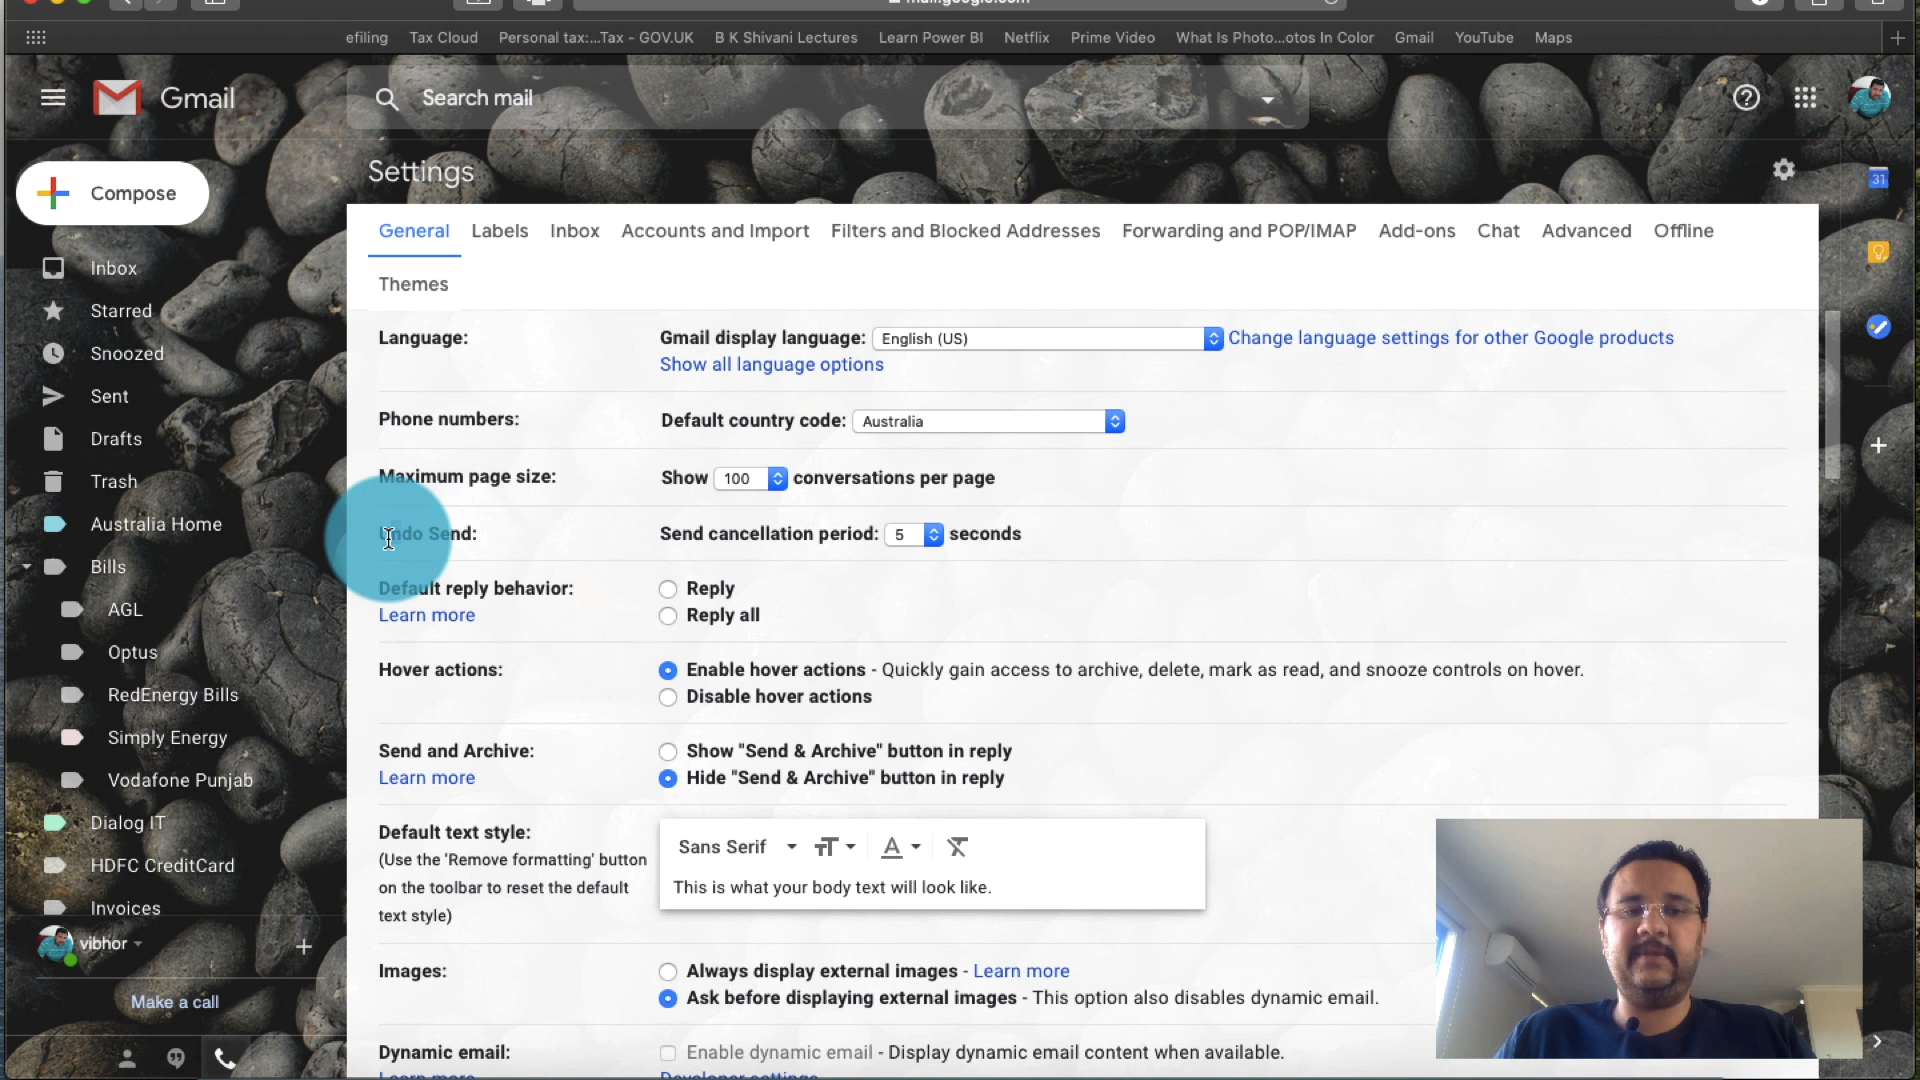 efiling Tax Cloud Personal tax:...Tax - GOV.UK B K Shivani Lectures Learn Power BI Netflix Prime Video What Is Photo...otos In Color Gmail YouTube Maps
Gmail
Search mail
Settings
31
Compose
General Labels Inbox Accounts and Import Filters and Blocked Addresses Forwarding and POP/IMAP Add-ons Chat Advanced Offline
Themes
Inbox
Starred
Snoozed
Sent
Drafts
Trash
Australia Home
Bills
AGL
Optus
RedEnergy Bills
Simply Energy
Vodafone Punjab
Dialog IT
HDFC CreditCard
Invoices
vibhor
Make a call
Language: Gmail display language: English (US) Change language settings for other Google products
Show all language options
Phone numbers: Default country code: Australia
Maximum page size: Show 100 conversations per page
Undo Send: Send cancellation period: 5 seconds
Default reply behavior: Reply
Learn more Reply all
Hover actions: Enable hover actions - Quickly gain access to archive, delete, mark as read, and snooze controls on hover.
Disable hover actions
Send and Archive: Show "Send & Archive" button in reply
Learn more Hide "Send & Archive" button in reply
Default text style:
(Use the 'Remove formatting' button
on the toolbar to reset the default
text style)
Sans Serif
This is what your body text will look like.
Images: Always display external images - Learn more
Ask before displaying external images - This option also disables dynamic email.
Dynamic email: Enable dynamic email - Display dynamic email content when available.
Learn more Developer settings